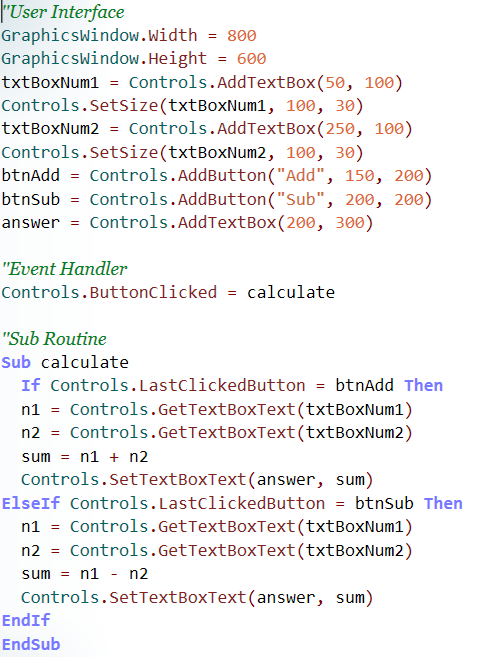 ''User Interface
GraphicsWindow.Width = 800
GraphicsWindow.Height = 600
txtBoxNum1 = Controls.AddTextBox(50, 100)
Controls.SetSize(txtBoxNum1, 100, 30)
txtBoxNum2 = Controls.AddTextBox(250, 100)
Controls.SetSize(txtBoxNum2, 100, 30)
btnAdd = Controls.AddButton("Add", 150, 200)
btnSub = Controls.AddButton("Sub", 200, 200)
answer = Controls.AddTextBox(200, 300)

''Event Handler
Controls.ButtonClicked = calculate

''Sub Routine
Sub calculate
  If Controls.LastClickedButton = btnAdd Then
  n1 = Controls.GetTextBoxText(txtBoxNum1)
  n2 = Controls.GetTextBoxText(txtBoxNum2)
  sum = n1 + n2
  Controls.SetTextBoxText(answer, sum)
ElseIf Controls.LastClickedButton = btnSub Then
  n1 = Controls.GetTextBoxText(txtBoxNum1)
  n2 = Controls.GetTextBoxText(txtBoxNum2)
  sum = n1 - n2
  Controls.SetTextBoxText(answer, sum)
EndIf
EndSub